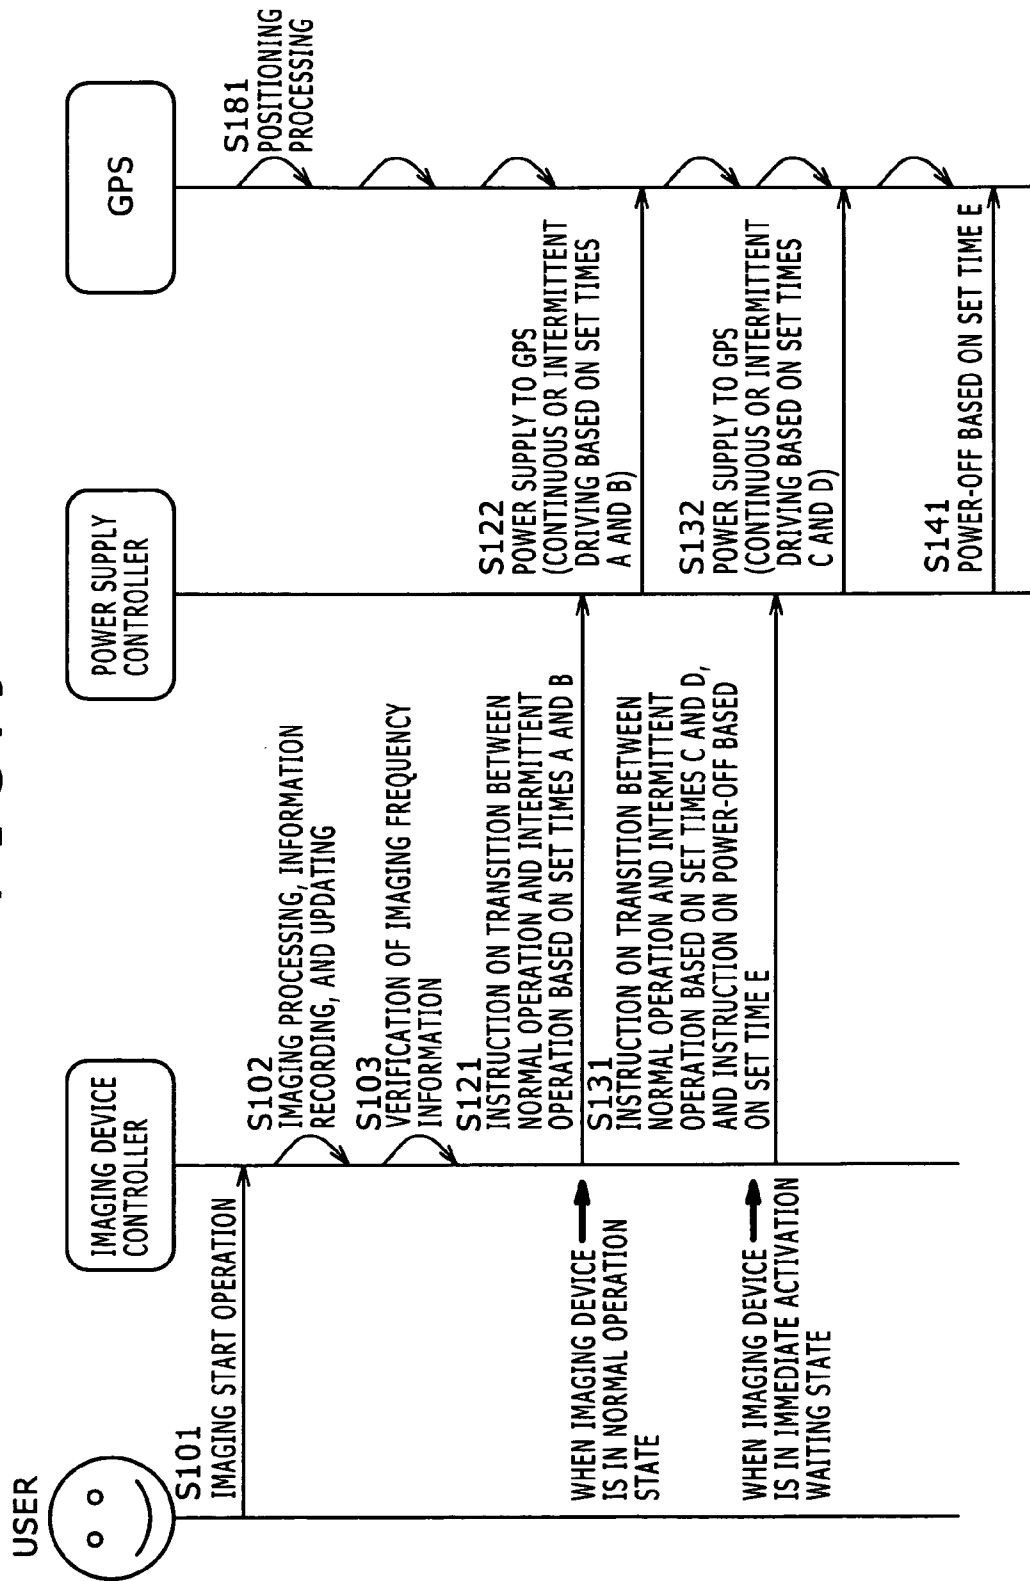 USER
IMAGING DEVICE
CONTROLLER
POWER SUPPLY
CONTROLLER
GPS
S101
IMAGING START OPERATION
S102
IMAGING PROCESSING, INFORMATION
RECORDING, AND UPDATING
S103
VERIFICATION OF IMAGING FREQUENCY
INFORMATION
S181
POSITIONING
PROCESSING
WHEN IMAGING DEVICE
IS IN NORMAL OPERATION
STATE
S121
INSTRUCTION ON TRANSITION BETWEEN
NORMAL OPERATION AND INTERMITTENT
OPERATION BASED ON SET TIMES A AND B
S122
POWER SUPPLY TO GPS
(CONTINUOUS OR INTERMITTENT
DRIVING BASED ON SET TIMES
A AND B)
WHEN IMAGING DEVICE
IS IN IMMEDIATE ACTIVATION
WAITING STATE
S131
INSTRUCTION ON TRANSITION BETWEEN
NORMAL OPERATION AND INTERMITTENT
OPERATION BASED ON SET TIMES C AND D,
AND INSTRUCTION ON POWER-OFF BASED
ON SET TIME E
S132
POWER SUPPLY TO GPS
(CONTINUOUS OR INTERMITTENT
DRIVING BASED ON SET TIMES
C AND D)
S141
POWER-OFF BASED ON SET TIME E